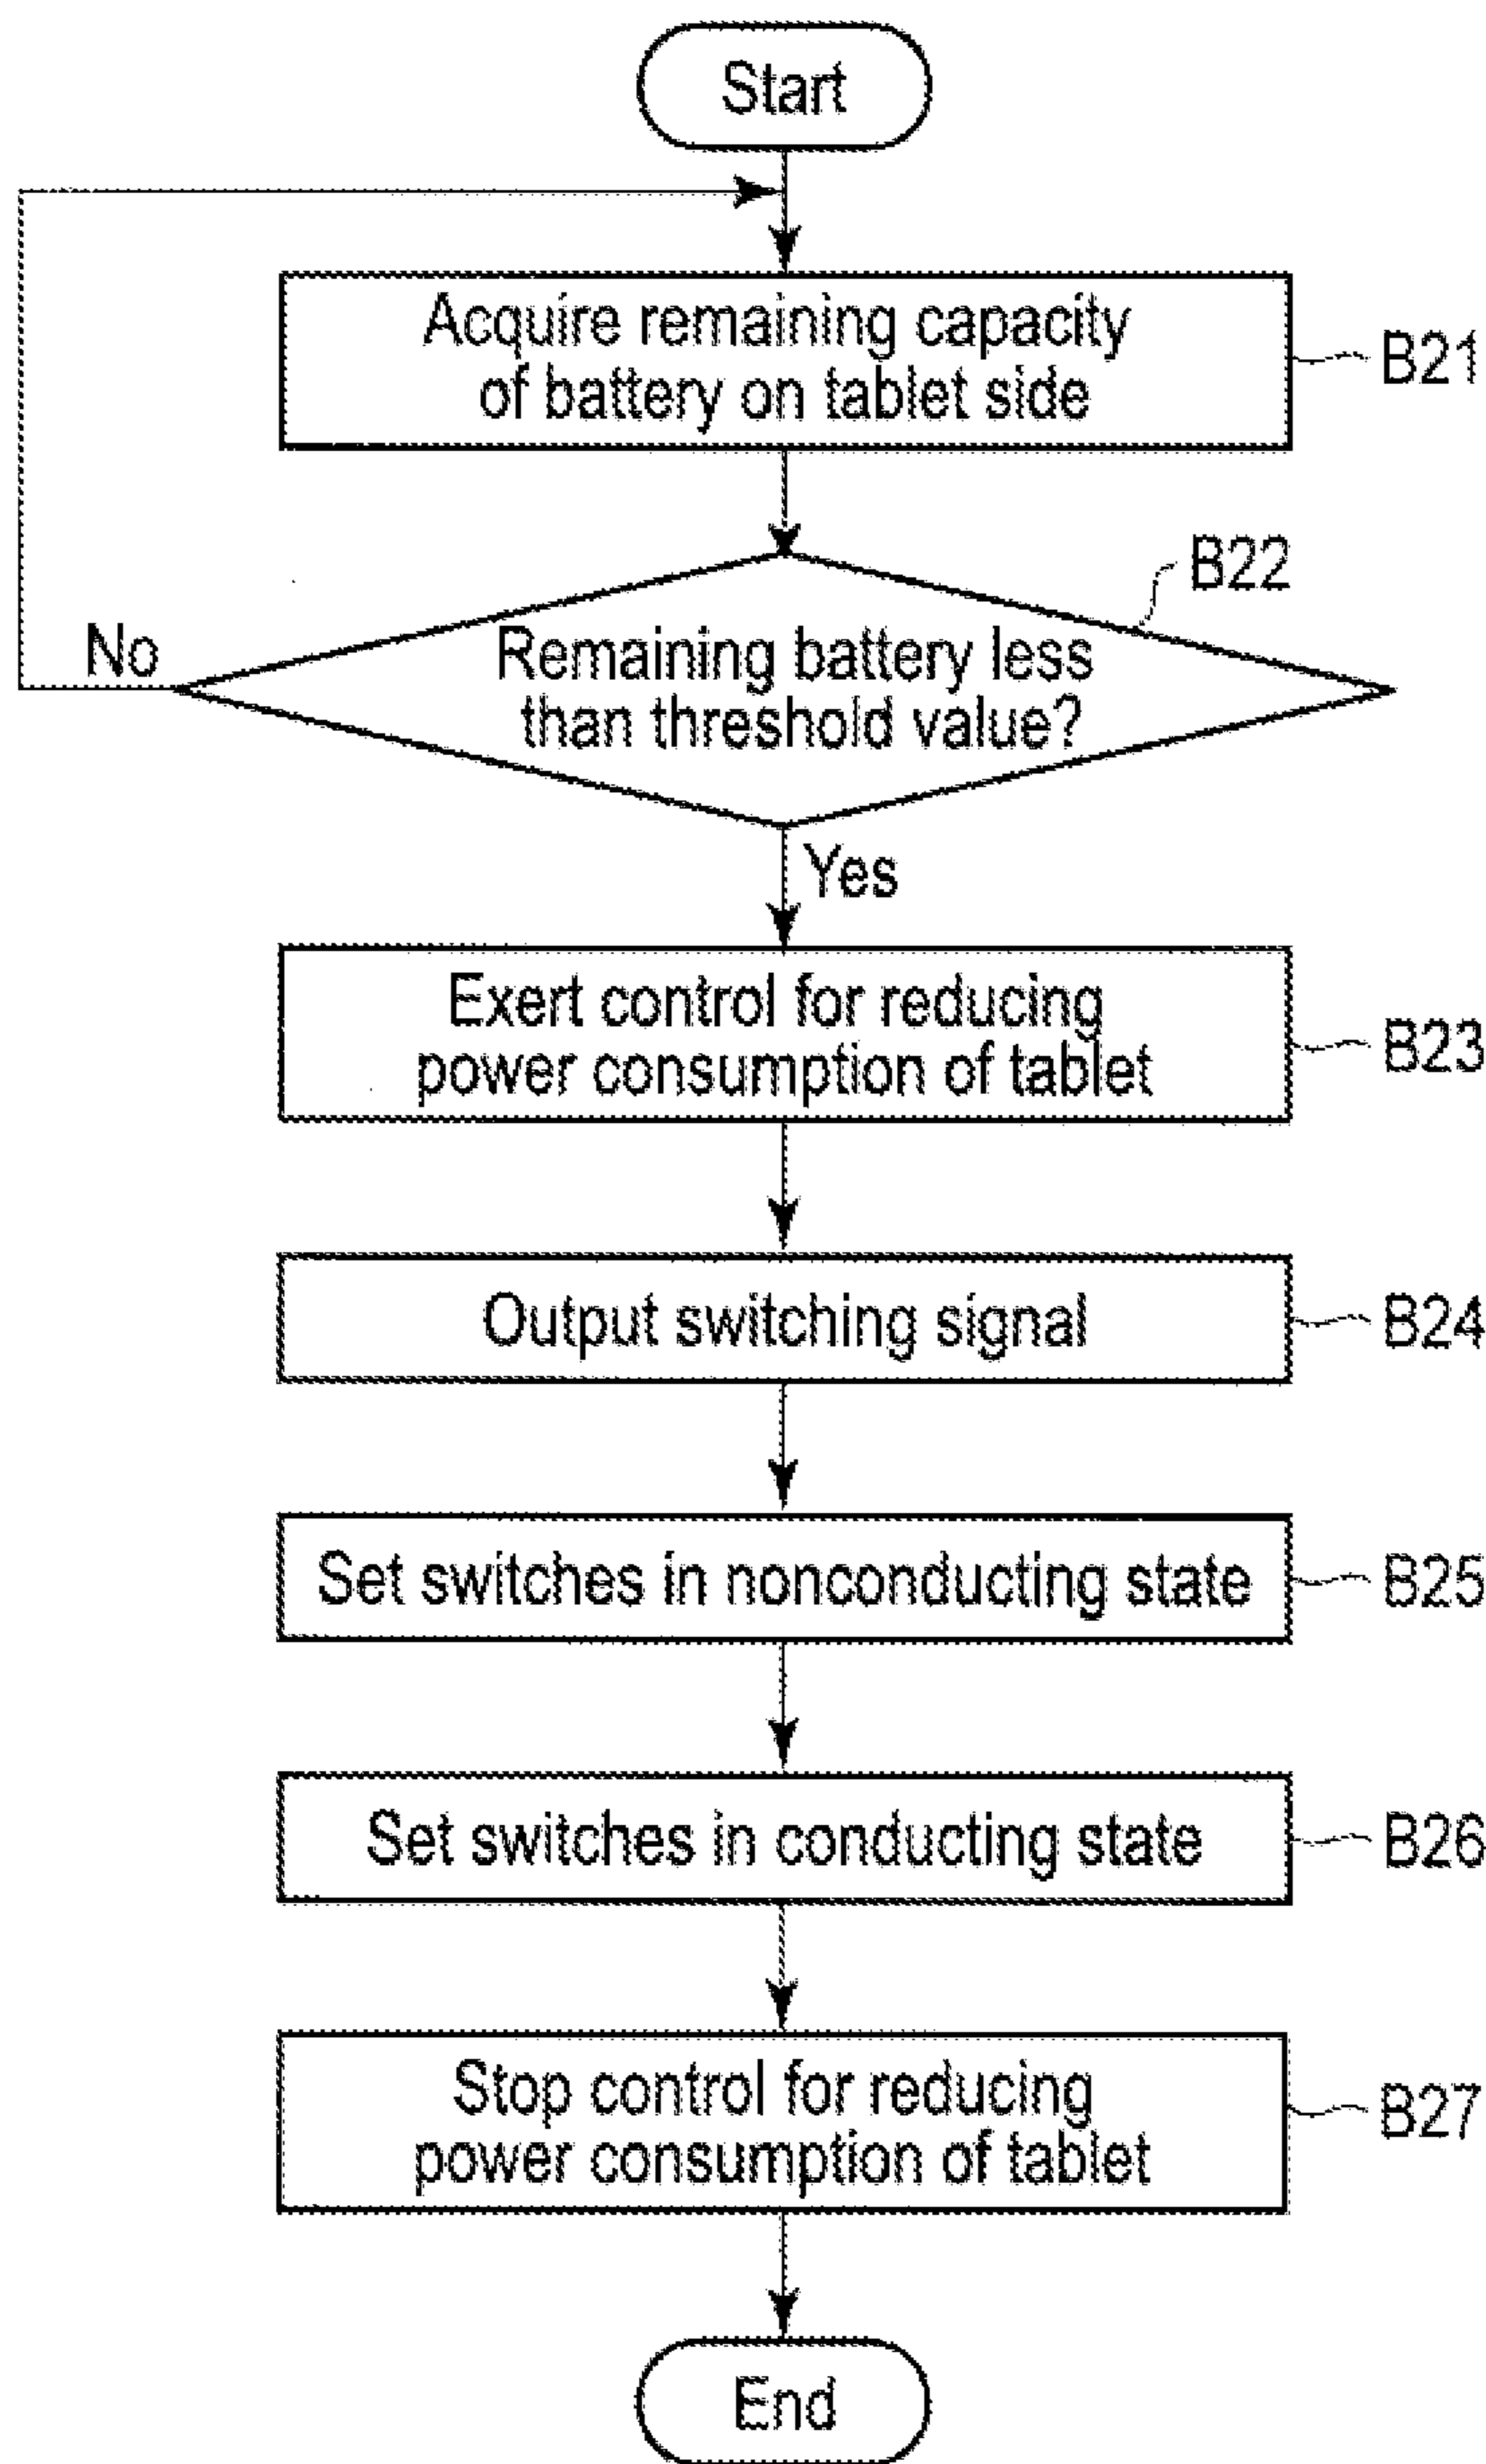 Start
Acquire remaining capacity
of battery on tablet side
B21
B22
Remaining battery less
than threshold value?
No
Yes
Exert control for reducing
power consumption of tablet
B23
Output switching signal
B24
Set switches in nonconducting state
B25
Set switches in conducting state
B26
Stop control for reducing
power consumption of tablet
B27
End